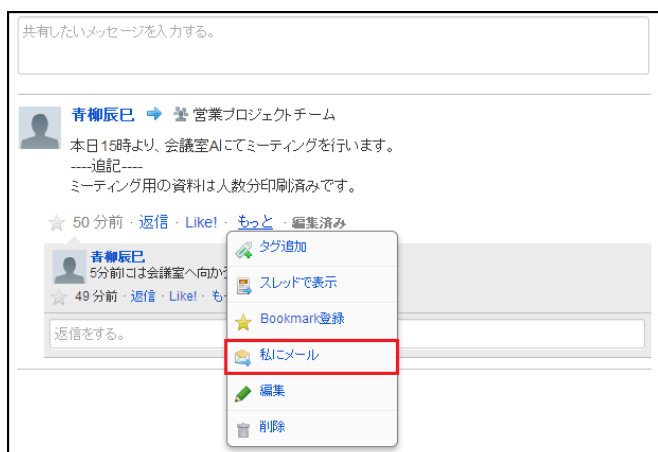 共有したいメッセージを入力する。
青柳辰巳 営業プロジェクトチーム
本日15時より、会議室Aにてミーティングを行います。
----追記----
ミーティング用の資料は人数分印刷済みです。
50 分前 · 返信 · Like! · もっと · 編集済み
青柳辰巳
5分前には会議室へ向か
49 分前 · 返信 · Like! · も
返信をする。
タグ追加
スレッドで表示
Bookmark登録
私にメール
編集
削除